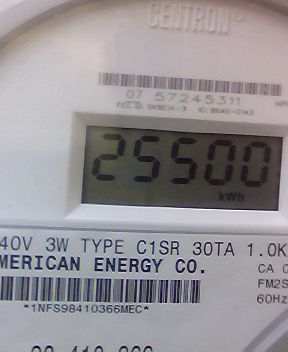 CENTRON®
07 57245311
25500
kWh
40V 3W TYPE C1SR 30TA 1.0K
MERICAN ENERGY CO.
CA 0
FM2S
60Hz
*1NFS98410366MEC*